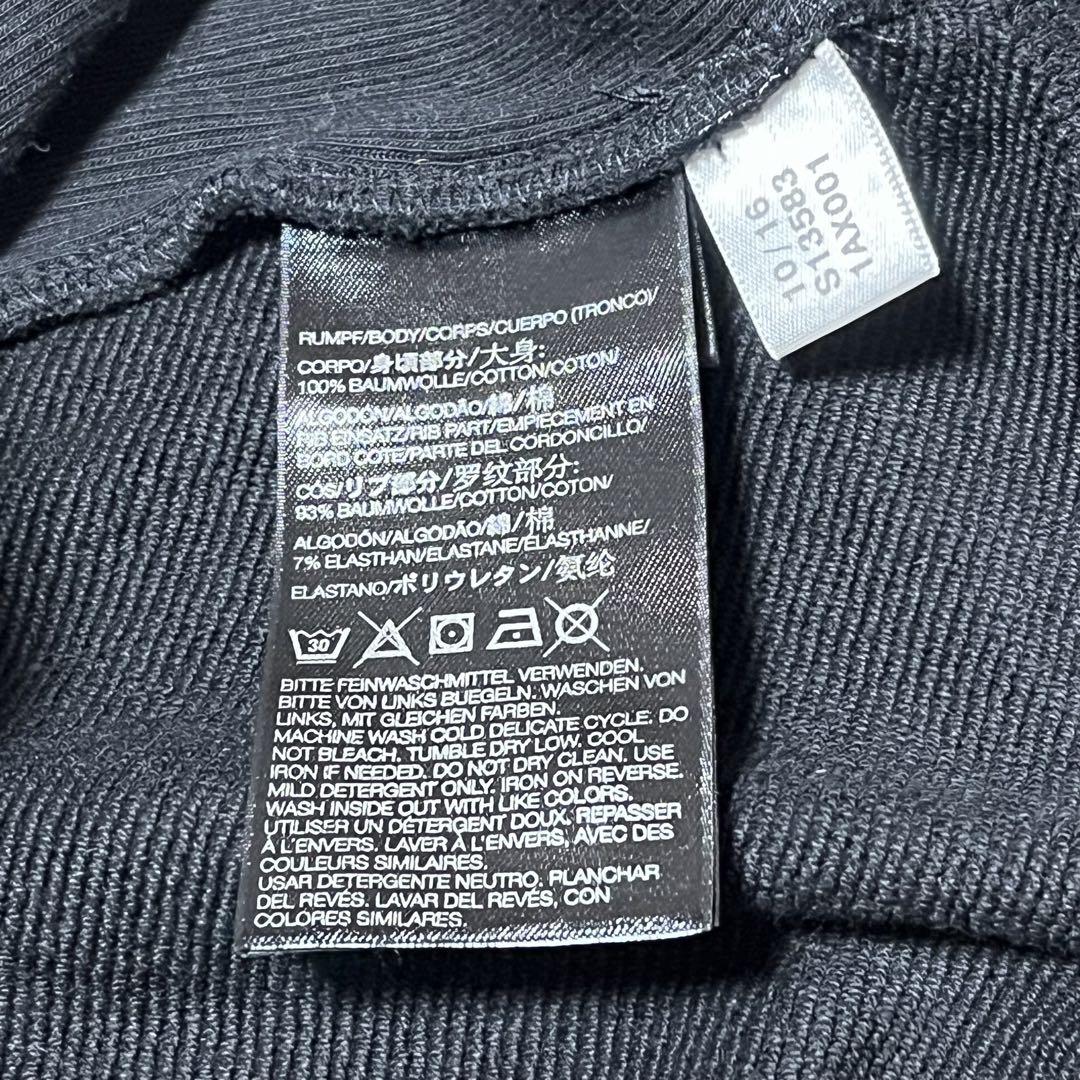 10/16
S13583
1AX001
RUMPF/BODY/CORPS/CUERPO (TRONCO)/
CORPO/身頃部分/大身:
100% BAUMWOLLE/COTTON/COTON/
ALGODÓN/ALGODÃO/綿/棉
RIB EINSATZ/RIB PART/EMPIECEMENT EN
BORD COTE/PARTE DEL CORDONCILLO/
COS/リブ部分/罗纹部分:
93% BAUMWOLLE/COTTON/COTON/
ALGODÓN/ALGODÃO/綿/棉
7% ELASTHAN/ELASTANE/ELASTHANNE/
ELASTANO/ポリウレタン/氨纶
30
BITTE FEINWASCHMITTEL VERWENDEN.
BITTE VON LINKS BUEGELN. WASCHEN VON
LINKS, MIT GLEICHEN FARBEN.
MACHINE WASH COLD DELICATE CYCLE. DO
NOT BLEACH. TUMBLE DRY LOW. COOL
IRON IF NEEDED. DO NOT DRY CLEAN. USE
MILD DETERGENT ONLY. IRON ON REVERSE.
WASH INSIDE OUT WITH LIKE COLORS.
UTILISER UN DÉTERGENT DOUX. REPASSER
À L'ENVERS. LAVER À L'ENVERS, AVEC DES
COULEURS SIMILAIRES.
USAR DETERGENTE NEUTRO. PLANCHAR
DEL REVÉS. LAVAR DEL REVÉS, CON
COLORES SIMILARES.